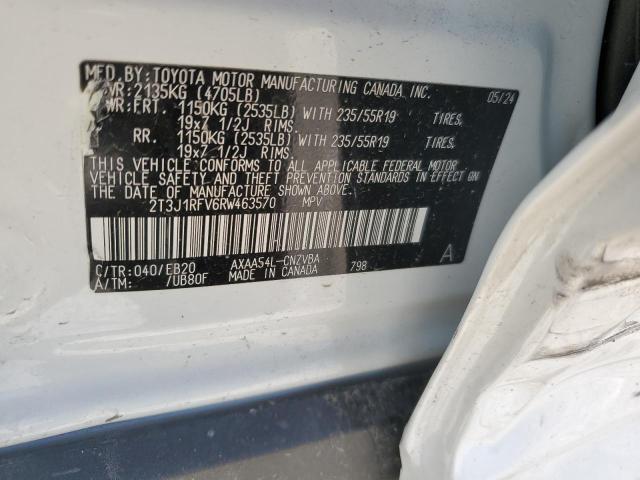 MFD. BY: TOYOTA MOTOR MANUFACTURING CANADA, INC.
VR: 2135KG (4705LB) 05/24
WR: FRT. 1150KG (2535LB) WITH 235/55R19 TIRES,
19x7 1/2J RIMS.
RR. 1150KG (2535LB) WITH 235/55R19 TIRES,
19x7 1/2J RIMS.
THIS VEHICLE CONFORMS TO ALL APPLICABLE FEDERAL MOTOR
VEHICLE SAFETY AND THEFT PREVENTION STANDARDS IN EFFECT
ON THE DATE OF MANUFACTURE SHOWN ABOVE.
2T3J1RFV6RW463570 MPV
C/TR: 040/EB20 AXAA54L-CNZVBA 798 A
A/TM: /UB80F MADE IN CANADA